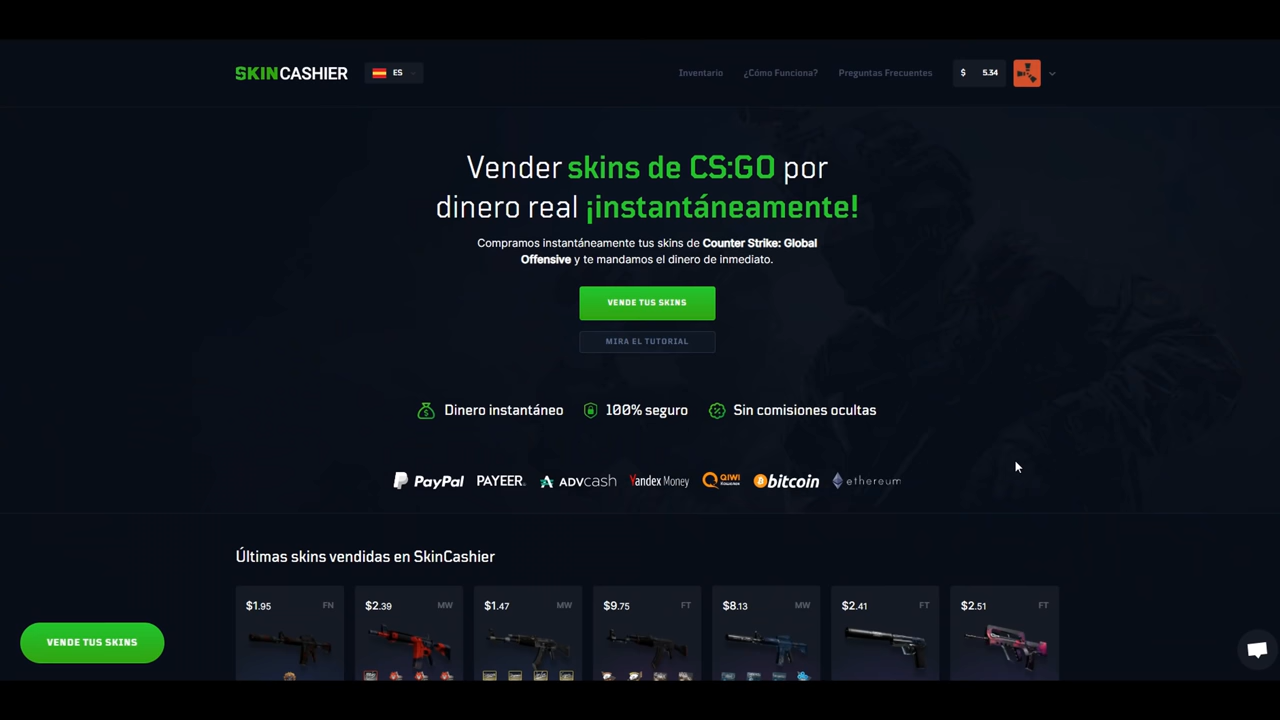 SKINCASHIER
ES
Inventario
¿Cómo Funciona?
Preguntas Frecuentes
$ 5.34
Vender skins de CS:GO por
dinero real ¡instantáneamente!
Compramos instantáneamente tus skins de Counter Strike: Global
Offensive y te mandamos el dinero de inmediato.
VENDE TUS SKINS
MIRA EL TUTORIAL
Dinero instantáneo
100% seguro
Sin comisiones ocultas
PayPal
PAYEER
ADVcash
Yandex Money
QIWI
bitcoin
ethereum
Últimas skins vendidas en SkinCashier
$1.95 FN
$2.39 MW
$1.47 MW
$9.75 FT
$8.13 MW
$2.41 FT
$2.51 FT
VENDE TUS SKINS